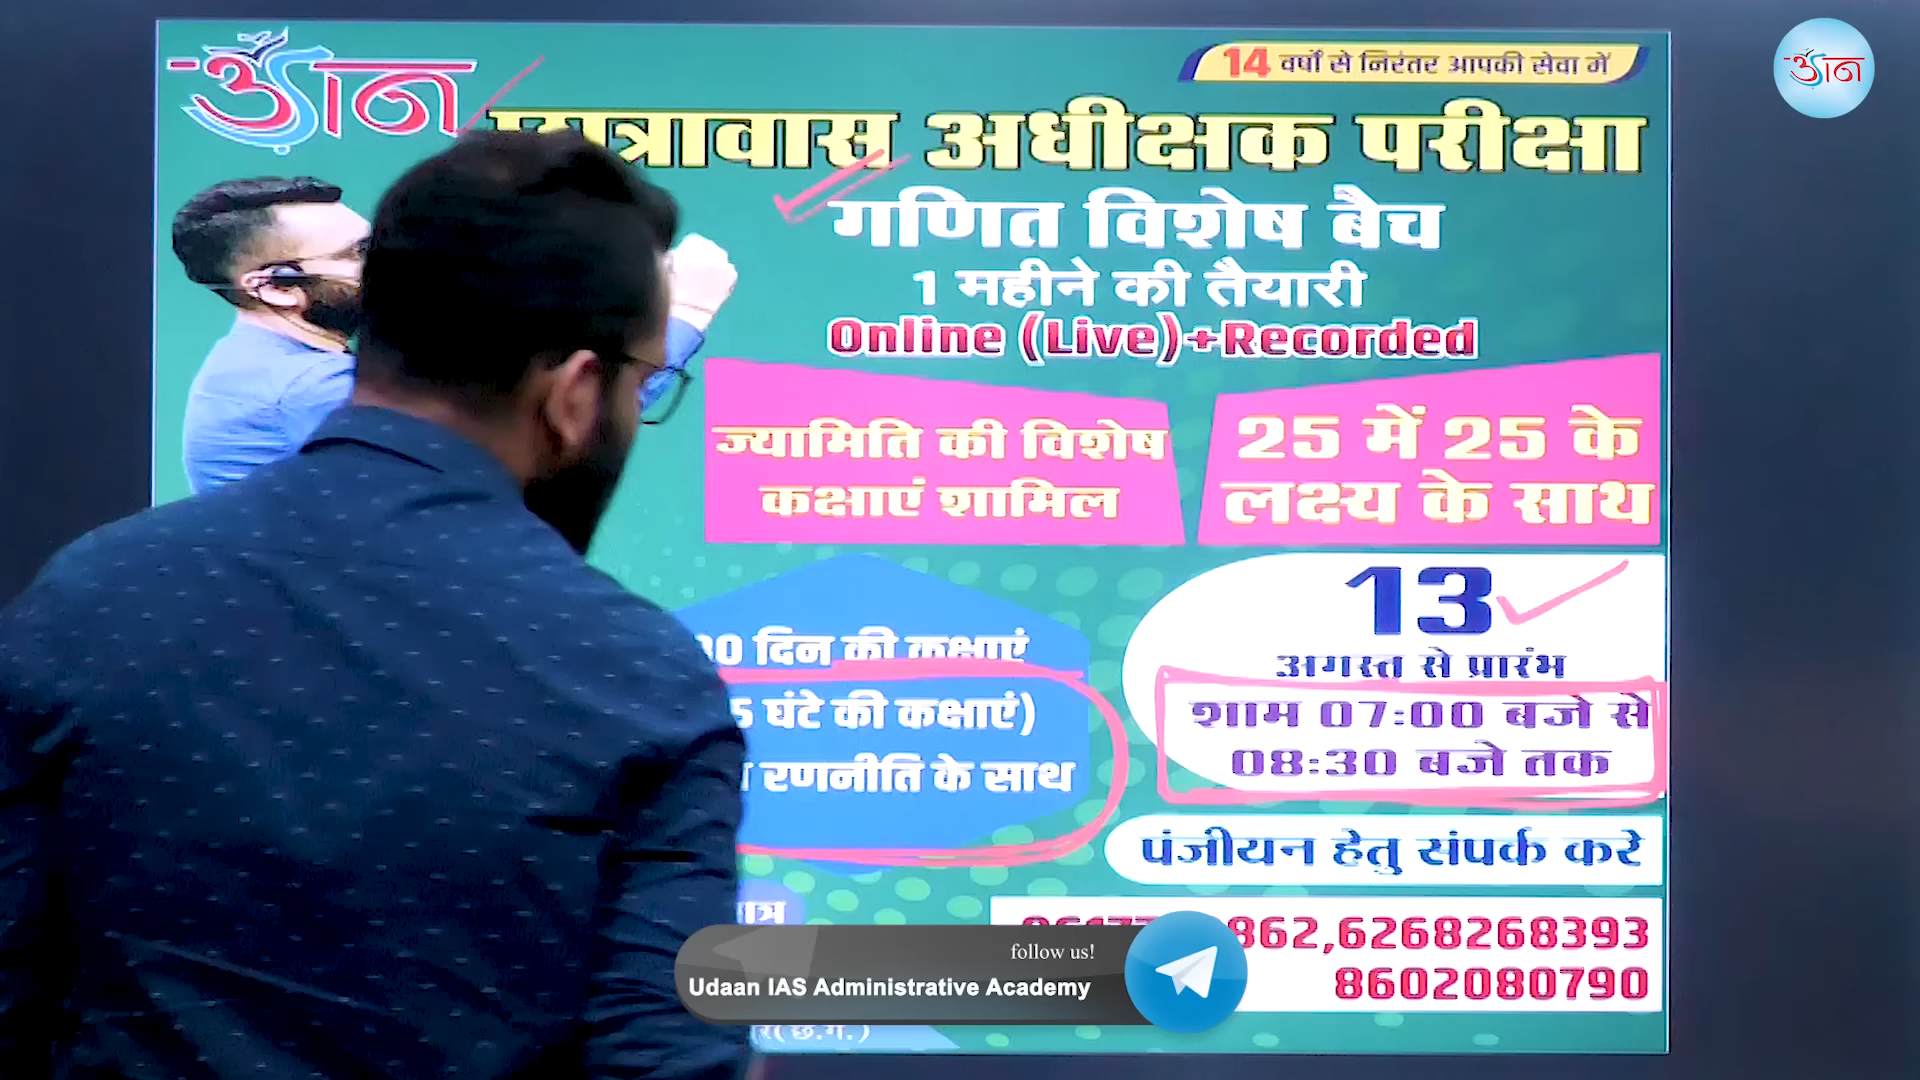 उड़ान
14 वर्षों से निरंतर आपकी सेवा में
उड़ान
अधीक्षक परीक्षा
गणित विशेष बैच
1 महीने की तैयारी
Online (Live)+Recorded
ज्यामिति की विशेष
कक्षाएं शामिल
25 में 25 के
लक्ष्य के साथ
दिन की कक्षाएं
घंटे की कक्षाएं)
रणनीति के साथ
13
अगस्त से प्रारंभ
शाम 07:00 बजे से
08:30 बजे तक
पंजीयन हेतु संपर्क करे
862,6268268393
8602080790
follow us!
Udaan IAS Administrative Academy
(छ.ग.)